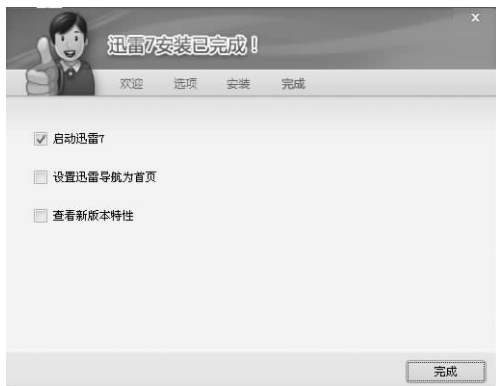 迅雷7安装已完成！
欢迎 选项 安装 完成
启动迅雷7
设置迅雷导航为首页
查看新版本特性
完成